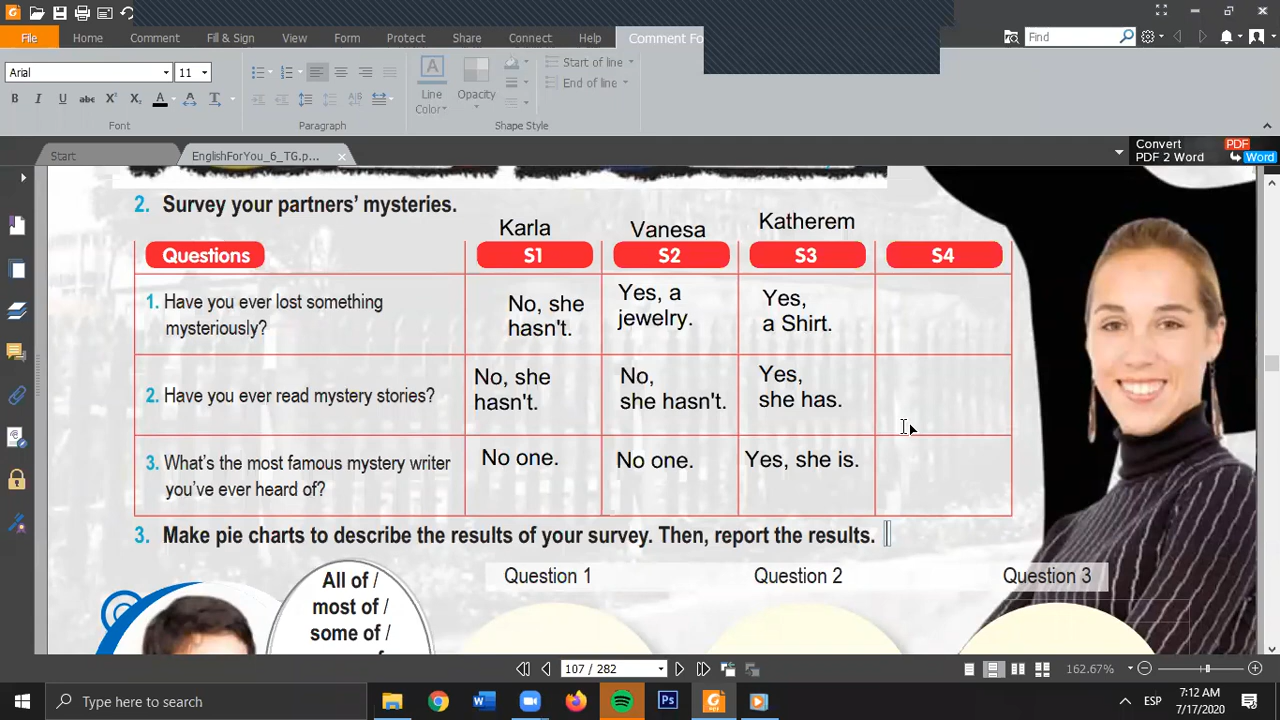 File Home Comment Fill & Sign View Form Protect Share Connect Help Comment Fo
Find
Arial 11
Line Color
Opacity
Start of line
End of line
Font Paragraph Shape Style
Start EnglishForYou_6_TG.p...
Convert PDF
PDF 2 Word Word
2. Survey your partners' mysteries.
Karla Vanesa Katherem
Questions S1 S2 S3 S4
1. Have you ever lost something
mysteriously?
No, she
hasn't.
Yes, a
jewelry.
Yes,
a Shirt.
2. Have you ever read mystery stories?
No, she
hasn't.
No,
she hasn't.
Yes,
she has.
3. What's the most famous mystery writer
you've ever heard of?
No one.
No one.
Yes, she is.
3. Make pie charts to describe the results of your survey. Then, report the results.
Question 1 Question 2 Question 3
All of /
most of /
some of /
107 / 282
162.67%
Type here to search
ESP
7:12 AM
7/17/2020